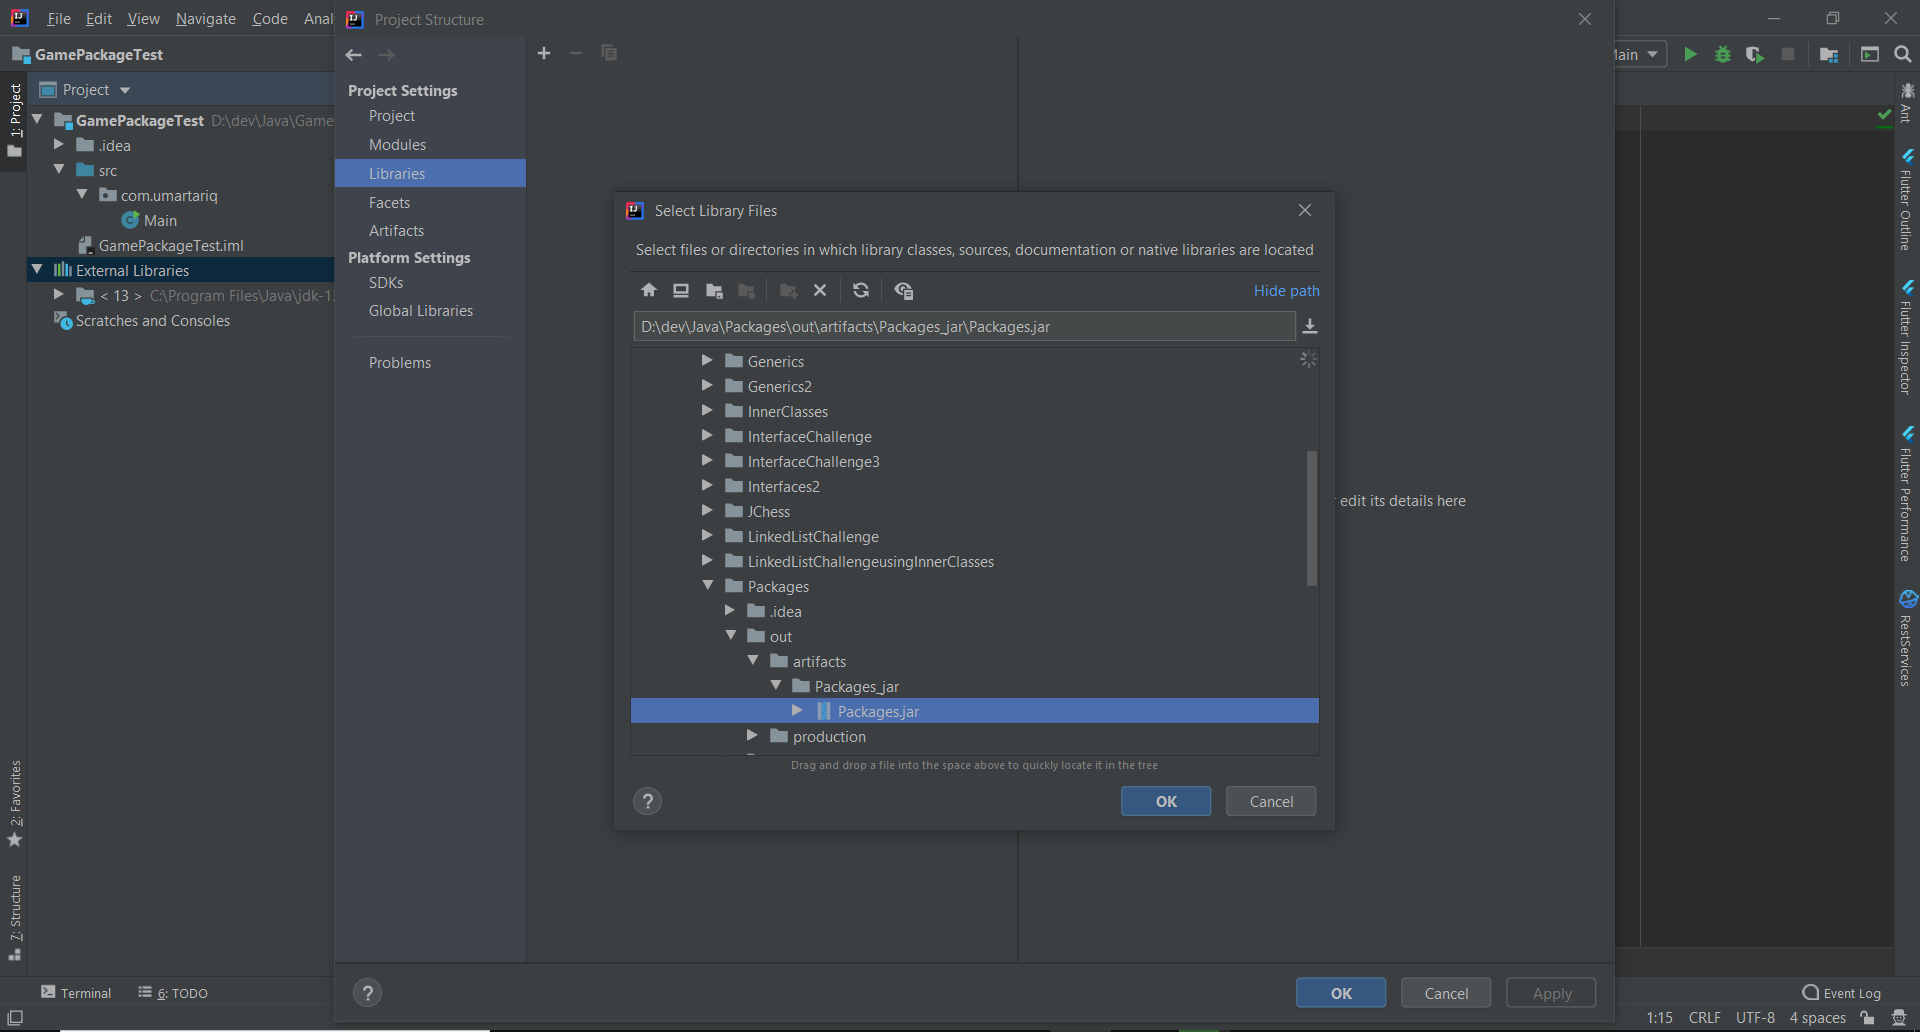 File Edit View Navigate Code Anal
Project Structure
GamePackageTest
Main
1: Project
Project
GamePackageTest D:\dev\Java\Game
.idea
src
com.umartariq
Main
GamePackageTest.iml
External Libraries
< 13 > C:\Program Files\Java\jdk-13
Scratches and Consoles
2: Favorites
7: Structure
Project Settings
Project
Modules
Libraries
Facets
Artifacts
Platform Settings
SDKs
Global Libraries
Problems
edit its details here
Select Library Files
Select files or directories in which library classes, sources, documentation or native libraries are located
Hide path
D:\dev\Java\Packages\out\artifacts\Packages_jar\Packages.jar
Generics
Generics2
InnerClasses
InterfaceChallenge
InterfaceChallenge3
Interfaces2
JChess
LinkedListChallenge
LinkedListChallengeusingInnerClasses
Packages
.idea
out
artifacts
Packages_jar
Packages.jar
production
Drag and drop a file into the space above to quickly locate it in the tree
?
OK Cancel
?
OK Cancel Apply
Ant
Flutter Outline
Flutter Inspector
Flutter Performance
RestServices
Terminal 6: TODO
Event Log
1:15 CRLF UTF-8 4 spaces